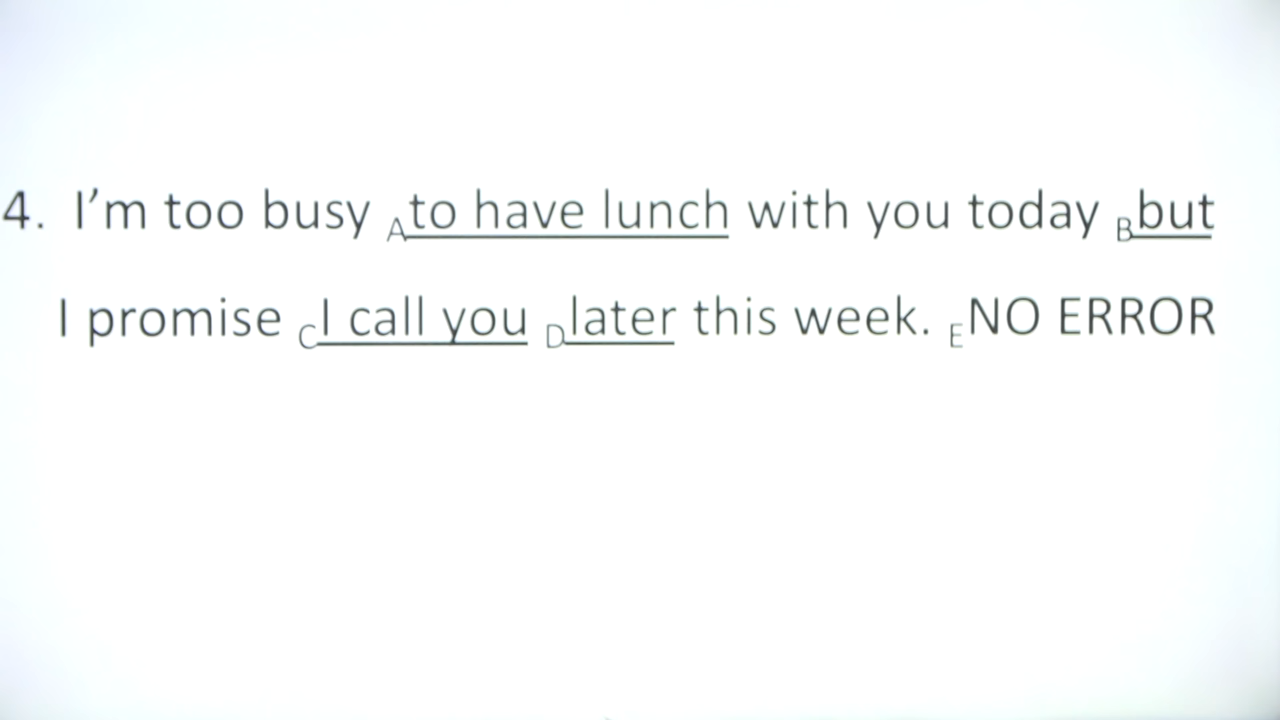 4. I'm too busy A to have lunch with you today B but
I promise C I call you D later this week. E NO ERROR